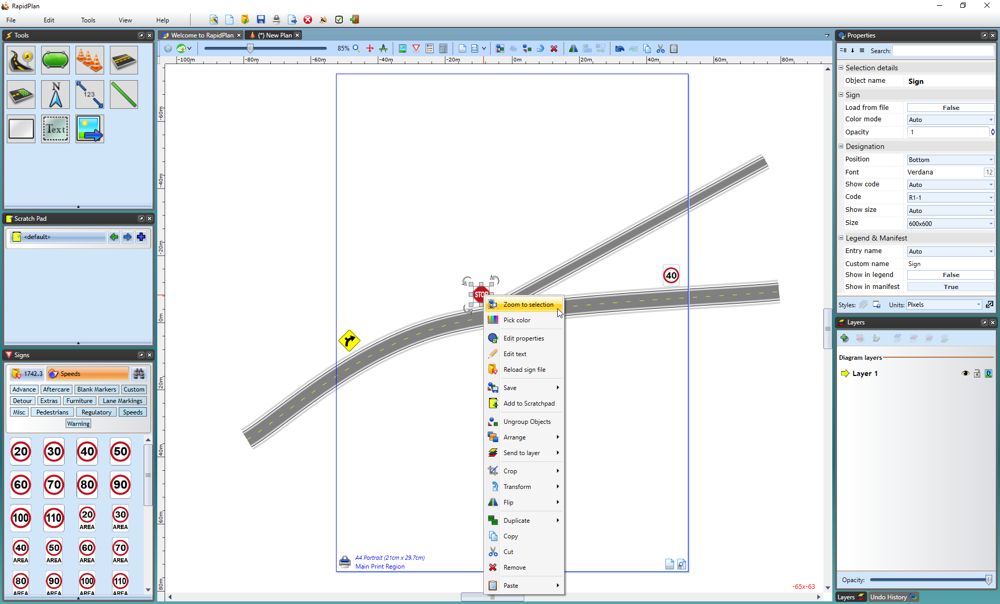 RapidPlan
File Edit Tools View Help
Tools
123
N
Text
Scratch Pad
<default>
Signs
1742.3 Speeds
Advance Aftercare Blank Markers Custom
Detour Extras Furniture Lane Markings
Misc Pedestrians Regulatory Speeds
Warning
20 30 40 50
60 70 80 90
100 110 20 AREA 30 AREA
40 AREA 50 AREA 60 AREA 70 AREA
80 AREA 90 AREA 100 AREA 110 AREA
Welcome to RapidPlan (*) New Plan
85%
-100m -80m -60m -40m -20m 0m 20m 40m 60m 80m
-60m
-40m
-20m
0m
20m
40m
60m
80m
40
STOP
Zoom to selection
Pick color
Edit properties
Edit text
Reload sign file
Save
Add to Scratchpad
Ungroup Objects
Arrange
Send to layer
Crop
Transform
Flip
Duplicate
Copy
Cut
Remove
Paste
A4 Portrait (21cm x 29.7cm)
Main Print Region
-65x-63
Properties
Search:
Selection details
Object name Sign
Sign
Load from file False
Color mode Auto
Opacity 1
Designation
Position Bottom
Font Verdana 12
Show code Auto
Code R1-1
Show size Auto
Size 600x600
Legend & Manifest
Entry name Auto
Custom name Sign
Show in legend False
Show in manifest True
Styles: Units: Pixels
Layers
Diagram layers
Layer 1 D
Opacity:
Layers Undo History